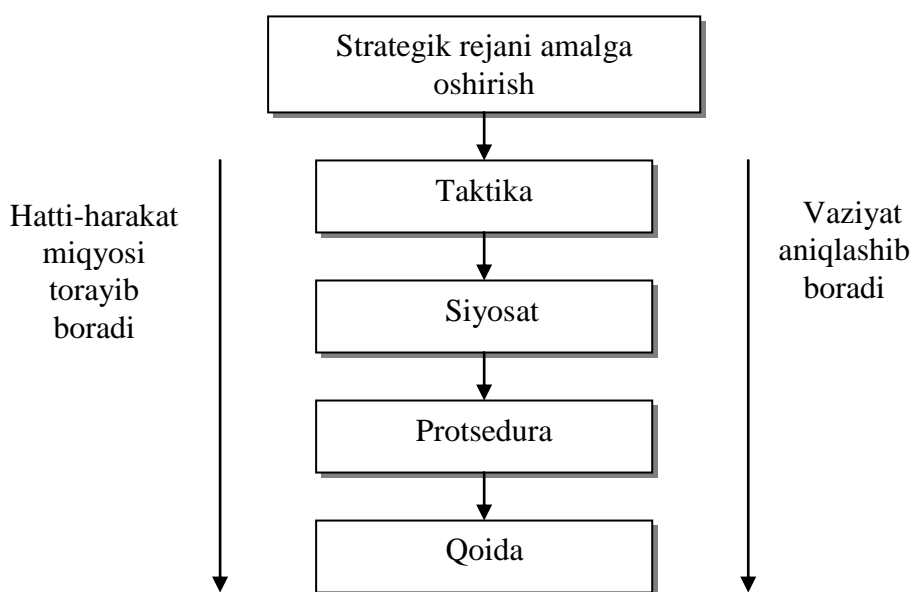 Strategik rejani amalga
oshirish
Taktika
Hatti-harakat
miqyosi
torayib
boradi
Vaziyat
aniqlashib
boradi
Siyosat
Protsedura
Qoida